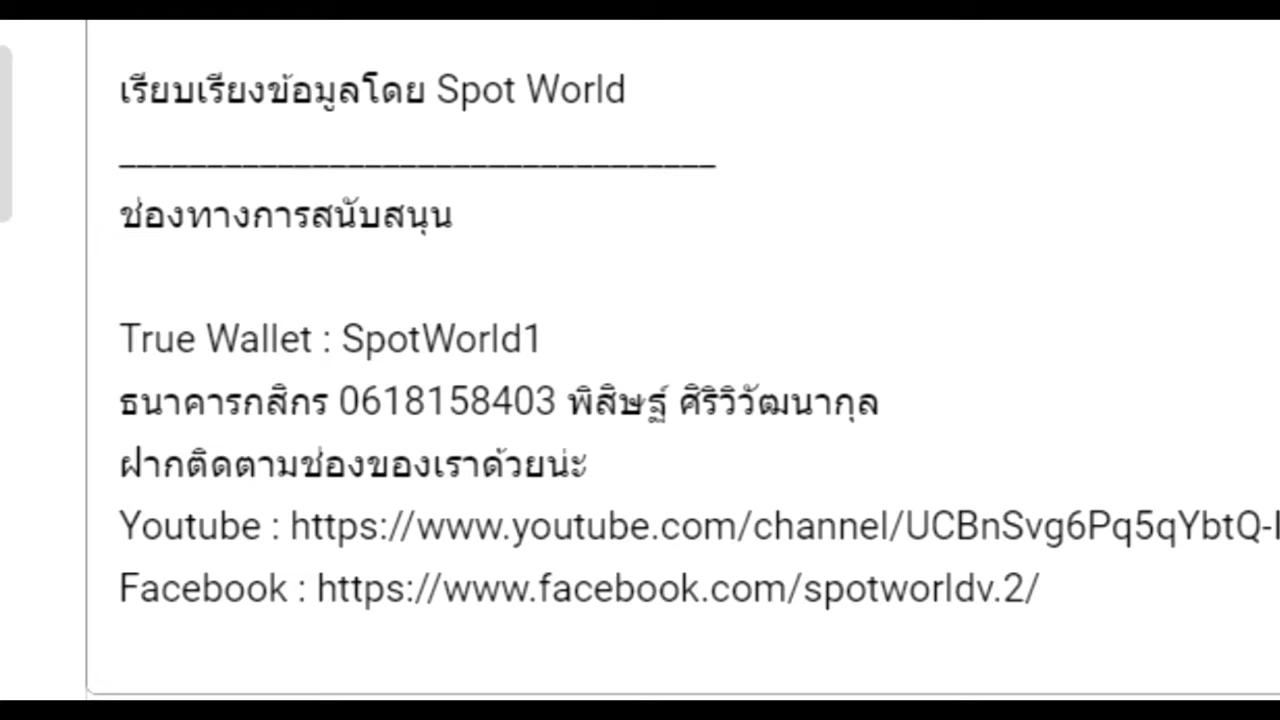 เรียบเรียงข้อมูลโดย Spot World
__________________________________
ช่องทางการสนับสนุน
True Wallet : SpotWorld1
ธนาคารกสิกร 0618158403 พิสิษฐ์ ศิริวิวัฒนากุล
ฝากติดตามช่องของเราด้วยน่ะ
Youtube : https://www.youtube.com/channel/UCBnSvg6Pq5qYbtQ-
Facebook : https://www.facebook.com/spotworldv.2/